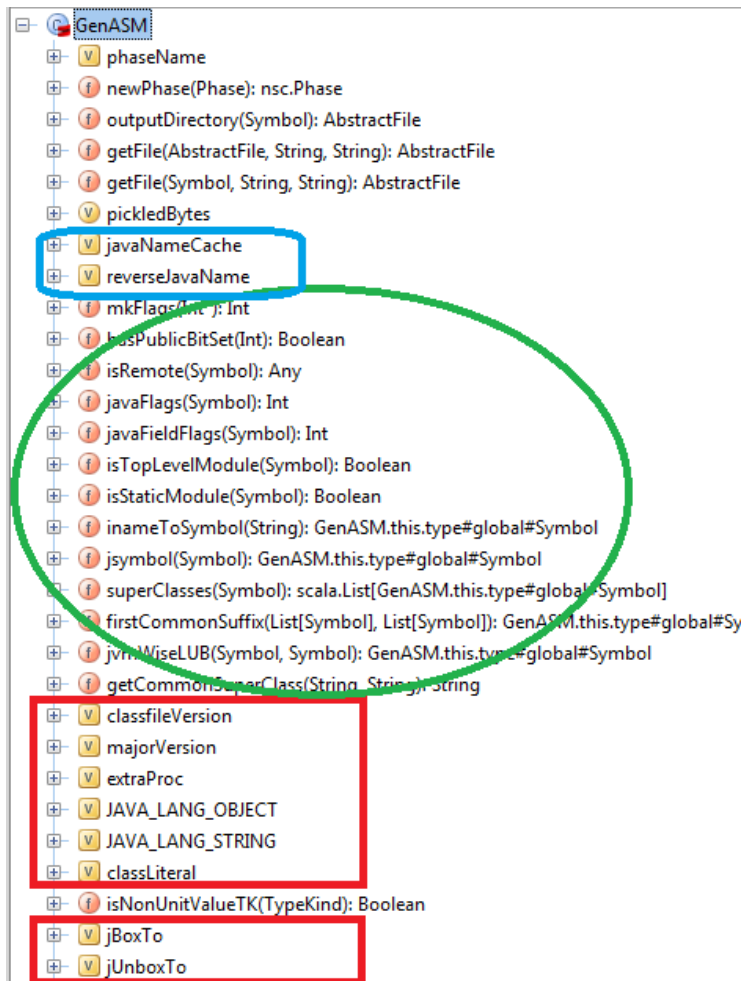 GenASM
phaseName
newPhase(Phase): nsc.Phase
outputDirectory(Symbol): AbstractFile
getFile(AbstractFile, String, String): AbstractFile
getFile(Symbol, String, String): AbstractFile
pickledBytes
javaNameCache
reverseJavaName
mkFlags(Int*): Int
hasPublicBitSet(Int): Boolean
isRemote(Symbol): Any
javaFlags(Symbol): Int
javaFieldFlags(Symbol): Int
isTopLevelModule(Symbol): Boolean
isStaticModule(Symbol): Boolean
inameToSymbol(String): GenASM.this.type#global#Symbol
jsymbol(Symbol): GenASM.this.type#global#Symbol
superClasses(Symbol): scala.List[GenASM.this.type#global#Symbol]
firstCommonSuffix(List[Symbol], List[Symbol]): GenASM.this.type#global#Sy
jvmWiseLUB(Symbol, Symbol): GenASM.this.type#global#Symbol
getCommonSuperClass(String, String): String
classfileVersion
majorVersion
extraProc
JAVA_LANG_OBJECT
JAVA_LANG_STRING
classLiteral
isNonUnitValueTK(TypeKind): Boolean
jBoxTo
jUnboxTo